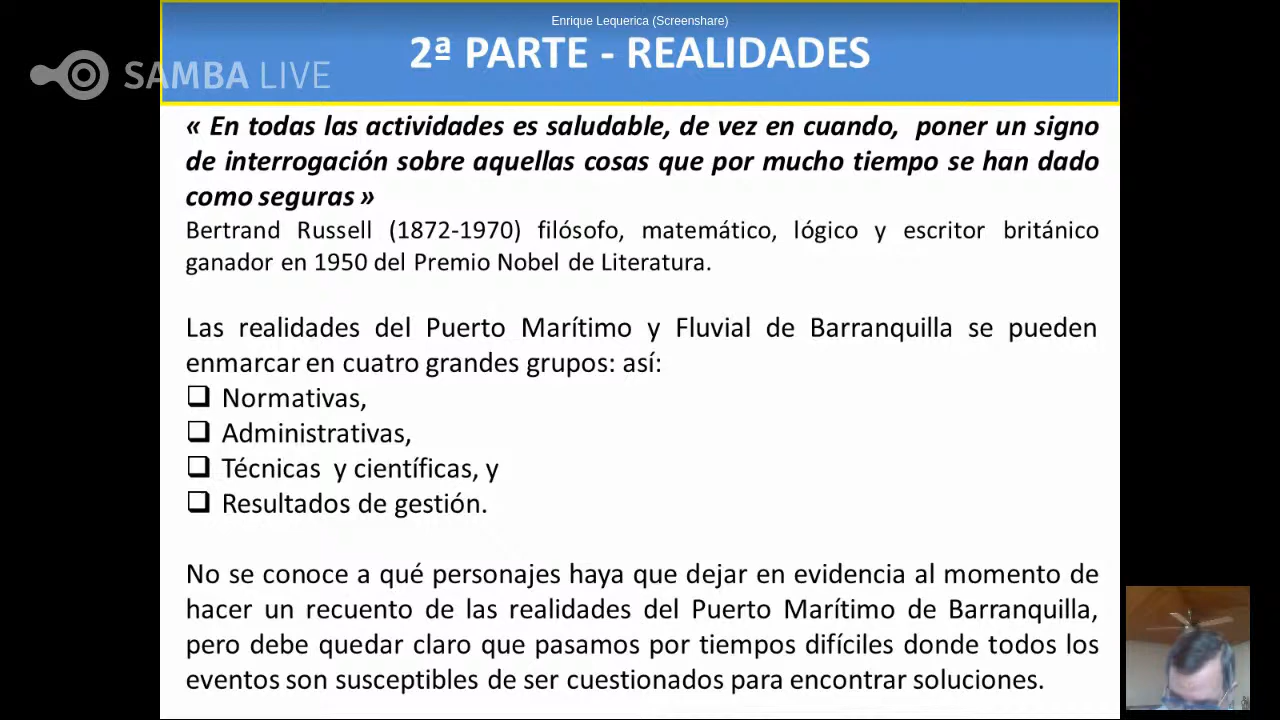 Enrique Lequerica (Screenshare)
2ª PARTE - REALIDADES
SAMBA LIVE
« En todas las actividades es saludable, de vez en cuando, poner un signo
de interrogación sobre aquellas cosas que por mucho tiempo se han dado
como seguras »
Bertrand Russell (1872-1970) filósofo, matemático, lógico y escritor británico
ganador en 1950 del Premio Nobel de Literatura.
Las realidades del Puerto Marítimo y Fluvial de Barranquilla se pueden
enmarcar en cuatro grandes grupos: así:
❑ Normativas,
❑ Administrativas,
❑ Técnicas y científicas, y
❑ Resultados de gestión.
No se conoce a qué personajes haya que dejar en evidencia al momento de
hacer un recuento de las realidades del Puerto Marítimo de Barranquilla,
pero debe quedar claro que pasamos por tiempos difíciles donde todos los
eventos son susceptibles de ser cuestionados para encontrar soluciones.